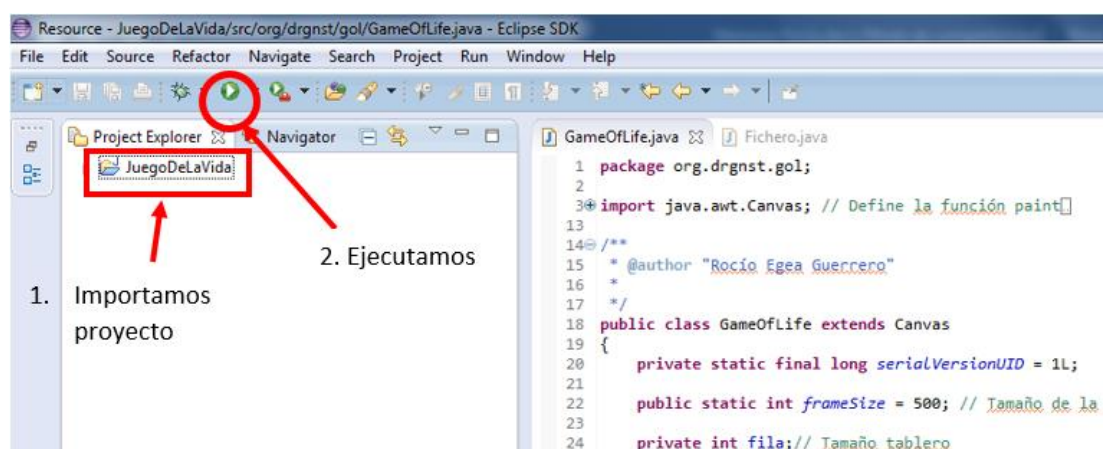 Resource - JuegoDeLaVida/src/org/drgnst/gol/GameOfLife.java - Eclipse SDK
File Edit Source Refactor Navigate Search Project Run Window Help
Project Explorer Navigator
JuegoDeLaVida
2. Ejecutamos
1. Importamos
proyecto
GameOfLife.java Fichero.java
1 package org.drgnst.gol;
2
3 import java.awt.Canvas; // Define la función paint
13
14 /**
15 * @author "Rocío Egea Guerrero"
16 *
17 */
18 public class GameOfLife extends Canvas
19 {
20 private static final long serialVersionUID = 1L;
21
22 public static int frameSize = 500; // Tamaño de la
23
24 private int fila;// Tamaño tablero